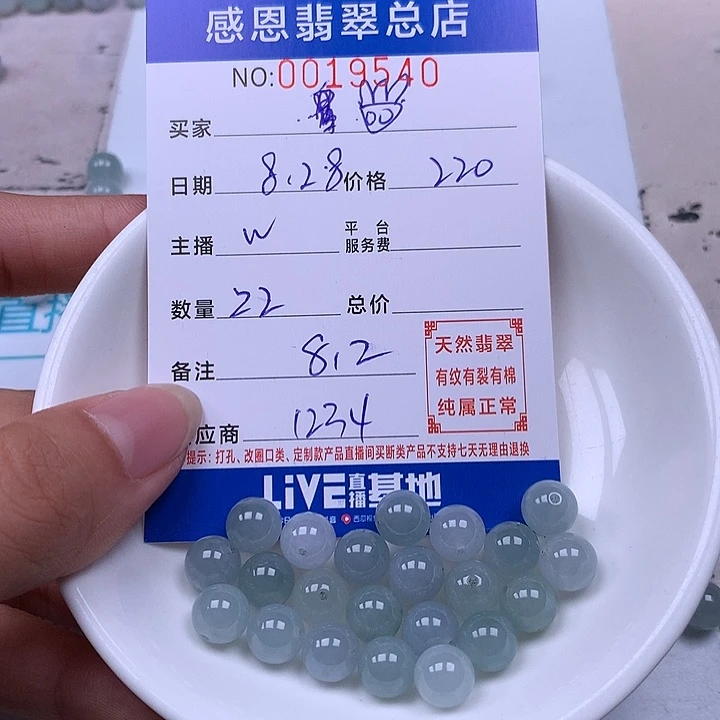 感恩翡翠总店
NO:0019540
买家
日期 8.28 价格 220
主播 W 平台服务费
数量 22 总价
备注 8.2
天然翡翠
有纹有裂有棉
纯属正常
应商 1234
提示：打孔、改圈口类、定制款产品直播间买断类产品不支持七天无理由退换
LiVE直播基地
直播